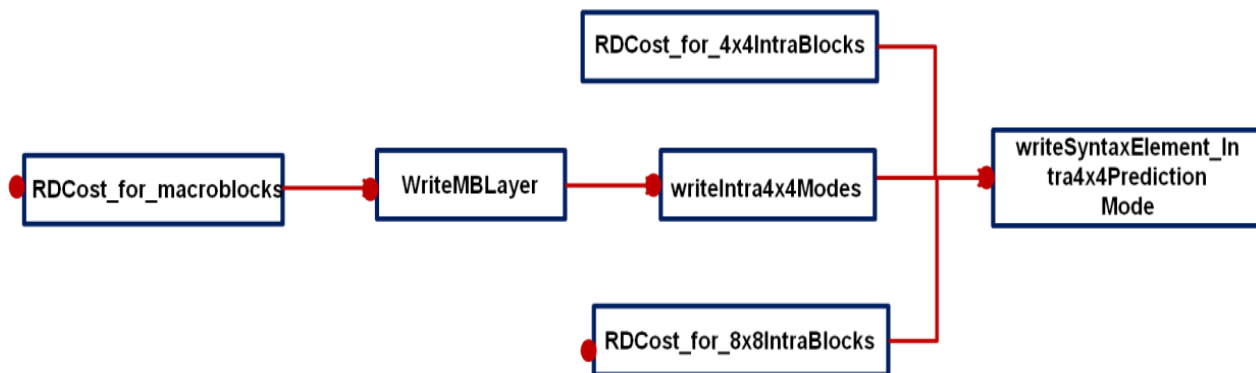 RDCost_for_4x4IntraBlocks
RDCost_for_macroblocks
WriteMBLayer
writeIntra4x4Modes
writeSyntaxElement_In
tra4x4Prediction
Mode
RDCost_for_8x8IntraBlocks